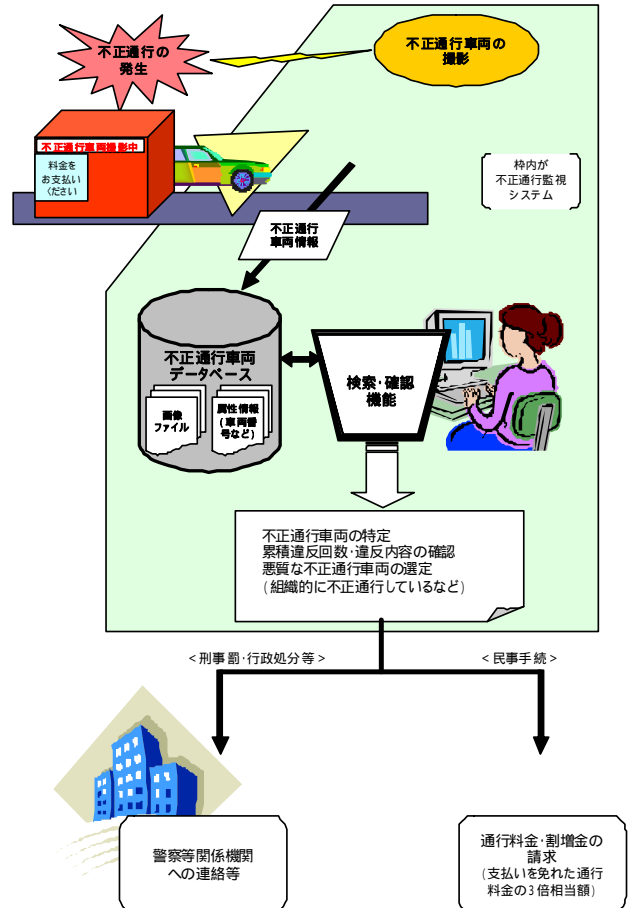 不正通行の
発生
不正通行車両の
撮影
不正通行車両撮影中
料金を
お支払い
ください
枠内が
不正通行監視
システム
不正通行
車両情報
不正通行車両
データベース
画像
ファイル
属性情報
(車両番
号など)
検索･確認
機能
不正通行車両の特定
累積違反回数･違反内容の確認
悪質な不正通行車両の選定
(組織的に不正通行しているなど)
<刑事罰･行政処分等>
<民事手続>
警察等関係機関
への連絡等
通行料金･割増金の
請求
(支払いを免れた通行
料金の3倍相当額)